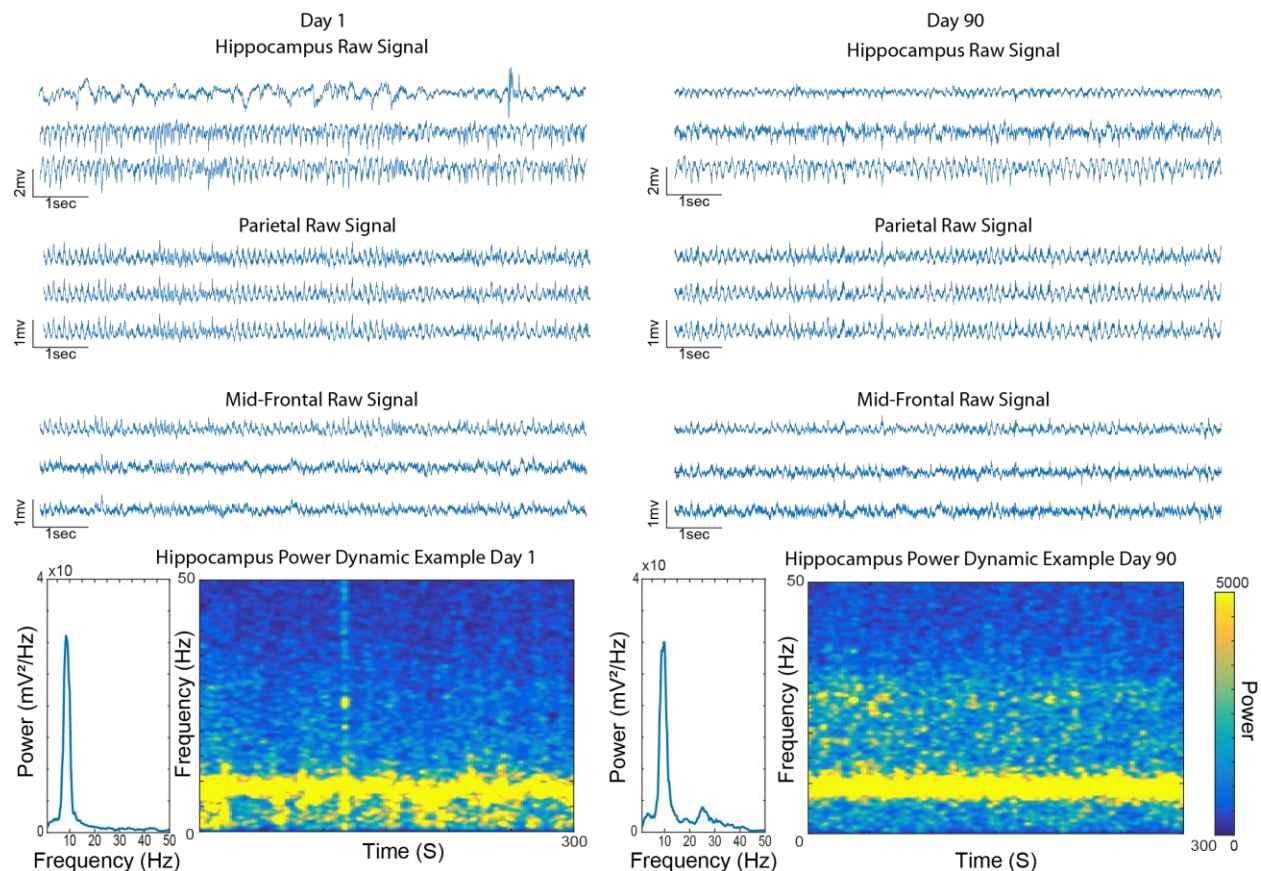 Day 1
Hippocampus Raw Signal
2mv
1sec
Parietal Raw Signal
1mv
1sec
Mid-Frontal Raw Signal
1mv
1sec
Hippocampus Power Dynamic Example Day 1
4 x10
0
Power (mV²/Hz)
10 20 30 40 50
Frequency (Hz)
50
0
Frequency (Hz)
300
Time (S)
Day 90
Hippocampus Raw Signal
2mv
1sec
Parietal Raw Signal
1mv
1sec
Mid-Frontal Raw Signal
1mv
1sec
Hippocampus Power Dynamic Example Day 90
4 x10
0
Power (mV²/Hz)
10 20 30 40 50
Frequency (Hz)
50
0
Frequency (Hz)
300
Time (S)
5000
0
Power